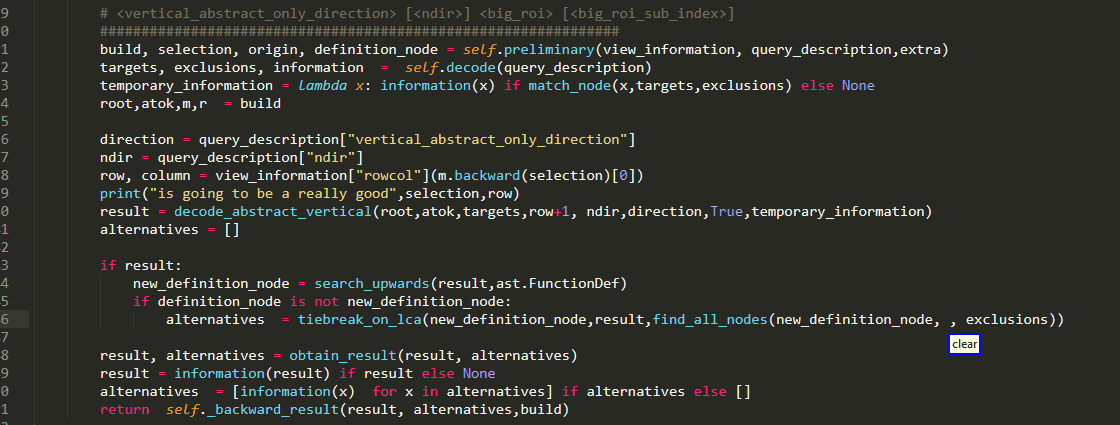 9 # <vertical_abstract_only_direction> [<ndir>] <big_roi> [<big_roi_sub_index>]
0 ###############################################################
1 build, selection, origin, definition_node = self.preliminary(view_information, query_description,extra)
2 targets, exclusions, information  =  self.decode(query_description)
3 temporary_information = lambda x: information(x) if match_node(x,targets,exclusions) else None
4 root,atok,m,r  = build
5
6 direction = query_description["vertical_abstract_only_direction"]
7 ndir = query_description["ndir"]
8 row, column = view_information["rowcol"](m.backward(selection)[0])
9 print("is going to be a really good",selection,row)
0 result = decode_abstract_vertical(root,atok,targets,row+1, ndir,direction,True,temporary_information)
1 alternatives = []
2
3 if result:
4     new_definition_node = search_upwards(result,ast.FunctionDef)
5     if definition_node is not new_definition_node:
6         alternatives  = tiebreak_on_lca(new_definition_node,result,find_all_nodes(new_definition_node, , exclusions))
7
clear
8 result, alternatives = obtain_result(result, alternatives)
9 result = information(result) if result else None
0 alternatives  = [information(x)  for x in alternatives] if alternatives else []
1 return  self._backward_result(result, alternatives,build)